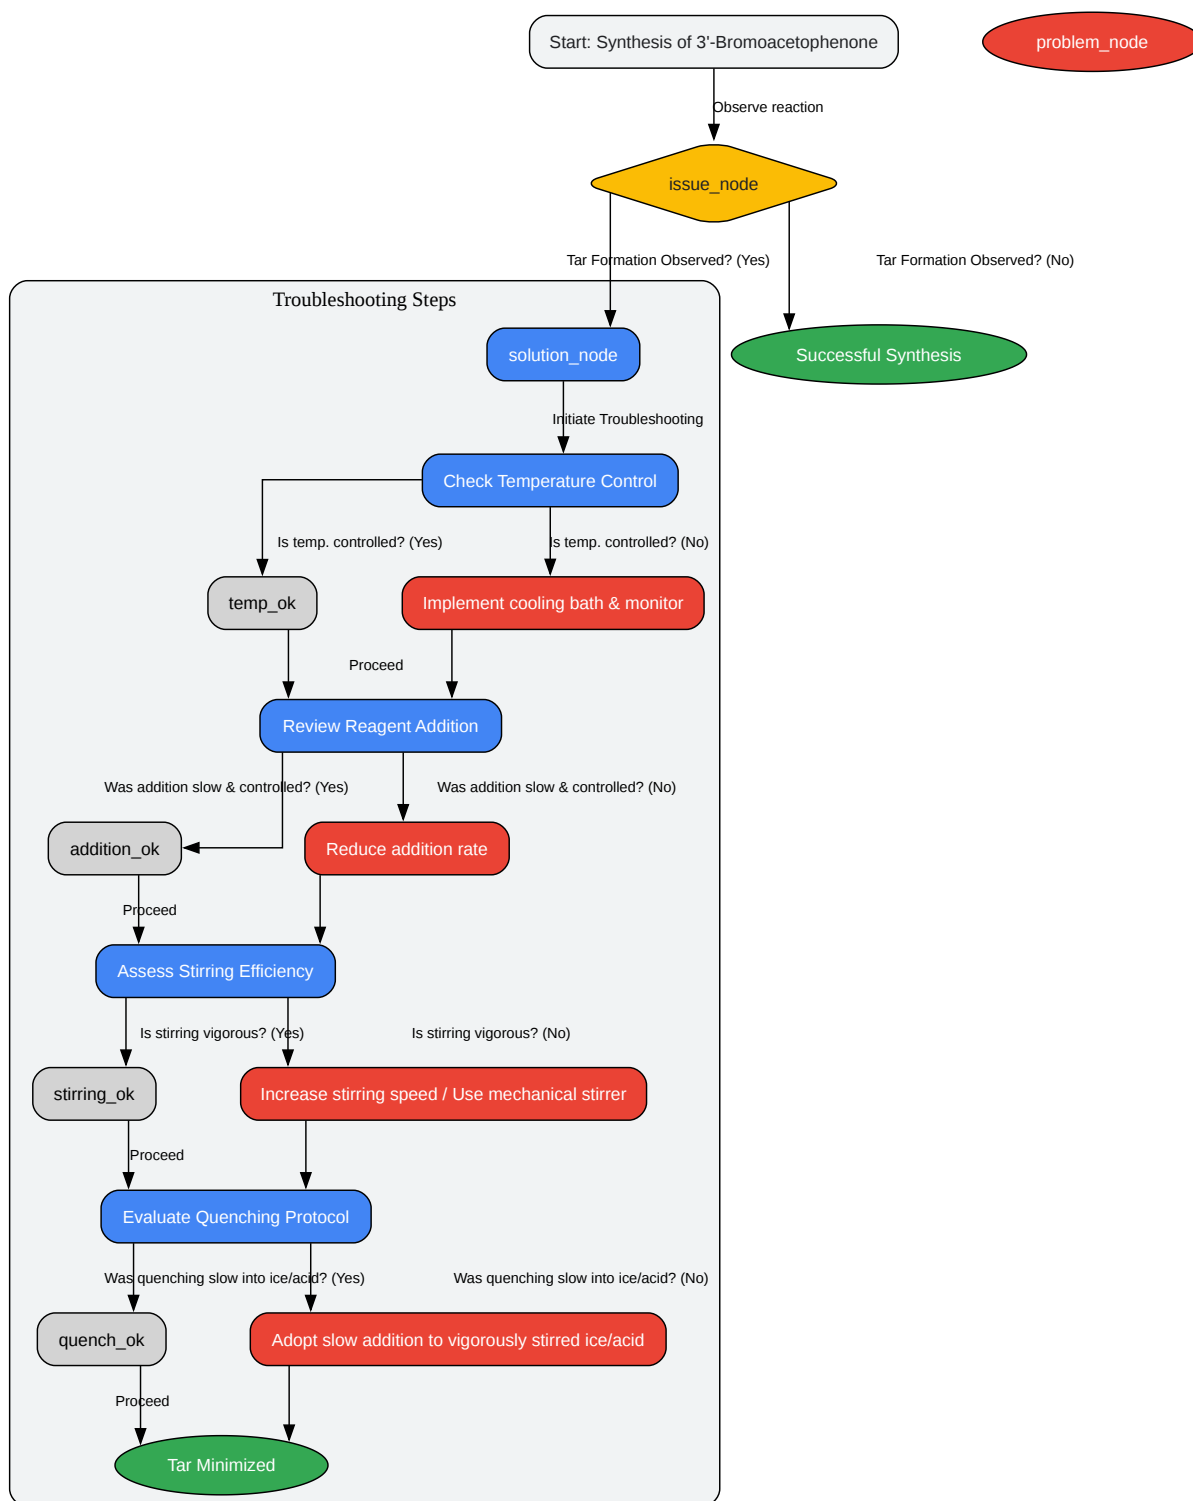 Start: Synthesis of 3'-Bromoacetophenone
problem_node
Observe reaction
issue_node
Tar Formation Observed? (Yes)
Tar Formation Observed? (No)
Troubleshooting Steps
solution_node
Successful Synthesis
Initiate Troubleshooting
Check Temperature Control
Is temp. controlled? (Yes)
Is temp. controlled? (No)
temp_ok
Implement cooling bath & monitor
Proceed
Review Reagent Addition
Was addition slow & controlled? (Yes)
Was addition slow & controlled? (No)
addition_ok
Reduce addition rate
Proceed
Assess Stirring Efficiency
Is stirring vigorous? (Yes)
Is stirring vigorous? (No)
stirring_ok
Increase stirring speed / Use mechanical stirrer
Proceed
Evaluate Quenching Protocol
Was quenching slow into ice/acid? (Yes)
Was quenching slow into ice/acid? (No)
quench_ok
Adopt slow addition to vigorously stirred ice/acid
Proceed
Tar Minimized